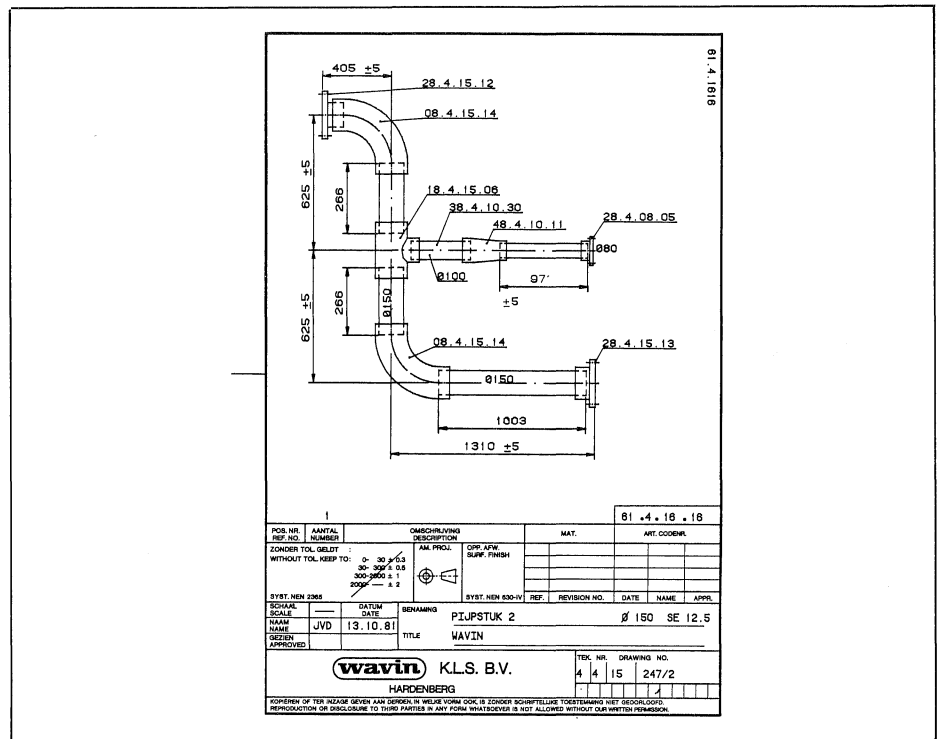 61.4.1616
405 ±5
28.4.15.12
08.4.15.14
625 ±5
266
18.4.15.06
38.4.10.30
48.4.10.11
28.4.08.05
Ø80
Ø100
97'
±5
625 ±5
266
Ø150
08.4.15.14
28.4.15.13
Ø150
1003
1310 ±5
1
61 .4.16 .16
POS. NR. AANTAL OMSCHRIJVING MAT. ART. CODENR.
REF. NO. NUMBER DESCRIPTION
ZONDER TOL. GELDT :
WITHOUT TOL. KEEP TO: 0- 30 ± 0.3
30- 300 ± 0.5
300-2000 ± 1
2000- — ± 2
SYST. NEN 2365
AM. PROJ.
OPP. AFW.
SURF. FINISH
SYST. NEN 630-IV
REF. REVISION NO. DATE NAME APPR.
SCHAAL
SCALE
DATUM
DATE
NAAM
NAME
JVD 13.10.81
GEZIEN
APPROVED
BENAMING
PIJPSTUK 2 Ø 150 SE 12.5
TITLE
WAVIN
wavin K.L.S. B.V.
HARDENBERG
TEK. NR. DRAWING NO.
4 4 15 247/2
KOPIEREN OF TER INZAGE GEVEN AAN DERDEN, IN WELKE VORM OOK, IS ZONDER SCHRIFTELIJKE TOESTEMMING NIET GEOORLOOFD.
REPRODUCTION OR DISCLOSURE TO THIRD PARTIES IN ANY FORM WHATSOEVER IS NOT ALLOWED WITHOUT OUR WRITTEN PERMISSION.